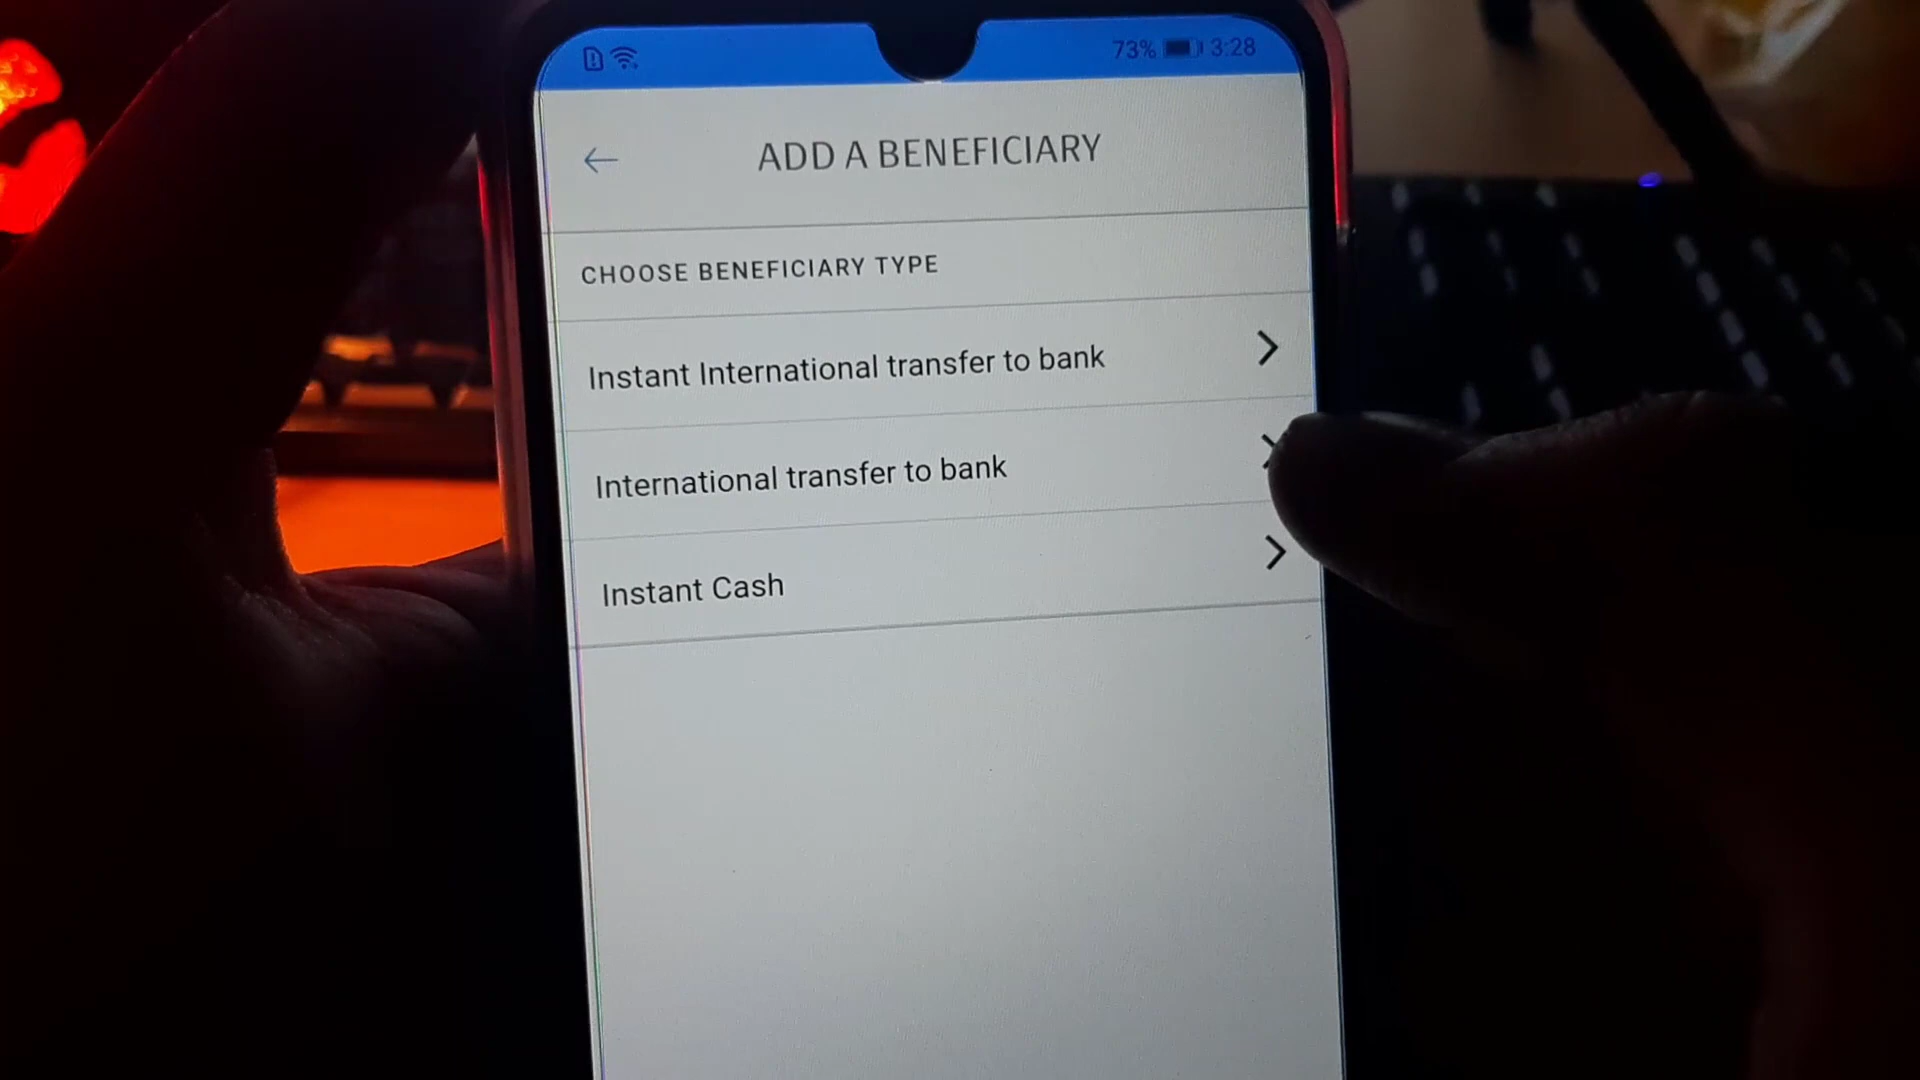 73% 3:28
ADD A BENEFICIARY
CHOOSE BENEFICIARY TYPE
Instant International transfer to bank
International transfer to bank
Instant Cash